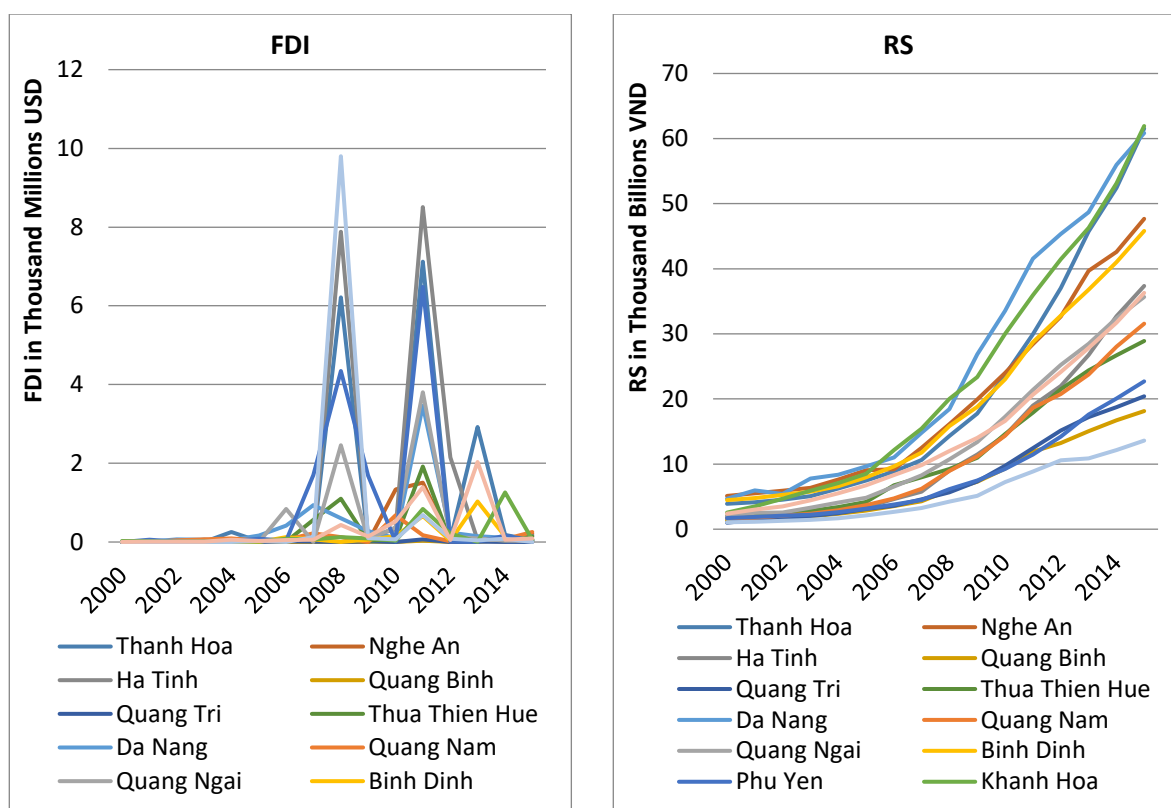 FDI
FDI in Thousand Millions USD
12
10
8
6
4
2
0
2000
2002
2004
2006
2008
2010
2012
2014
Thanh Hoa
Nghe An
Ha Tinh
Quang Binh
Quang Tri
Thua Thien Hue
Da Nang
Quang Nam
Quang Ngai
Binh Dinh
RS
RS in Thousand Billions VND
70
60
50
40
30
20
10
0
2000
2002
2004
2006
2008
2010
2012
2014
Thanh Hoa
Nghe An
Ha Tinh
Quang Binh
Quang Tri
Thua Thien Hue
Da Nang
Quang Nam
Quang Ngai
Binh Dinh
Phu Yen
Khanh Hoa